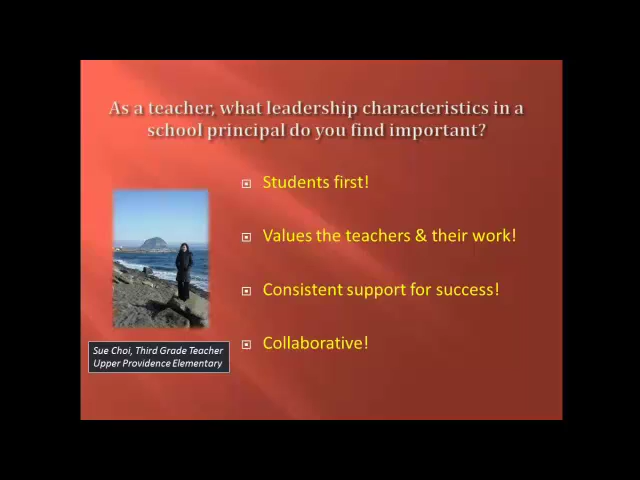 As a teacher, what leadership characteristics in a
school principal do you find important?
Students first!
Values the teachers & their work!
Consistent support for success!
Collaborative!
Sue Choi, Third Grade Teacher
Upper Providence Elementary